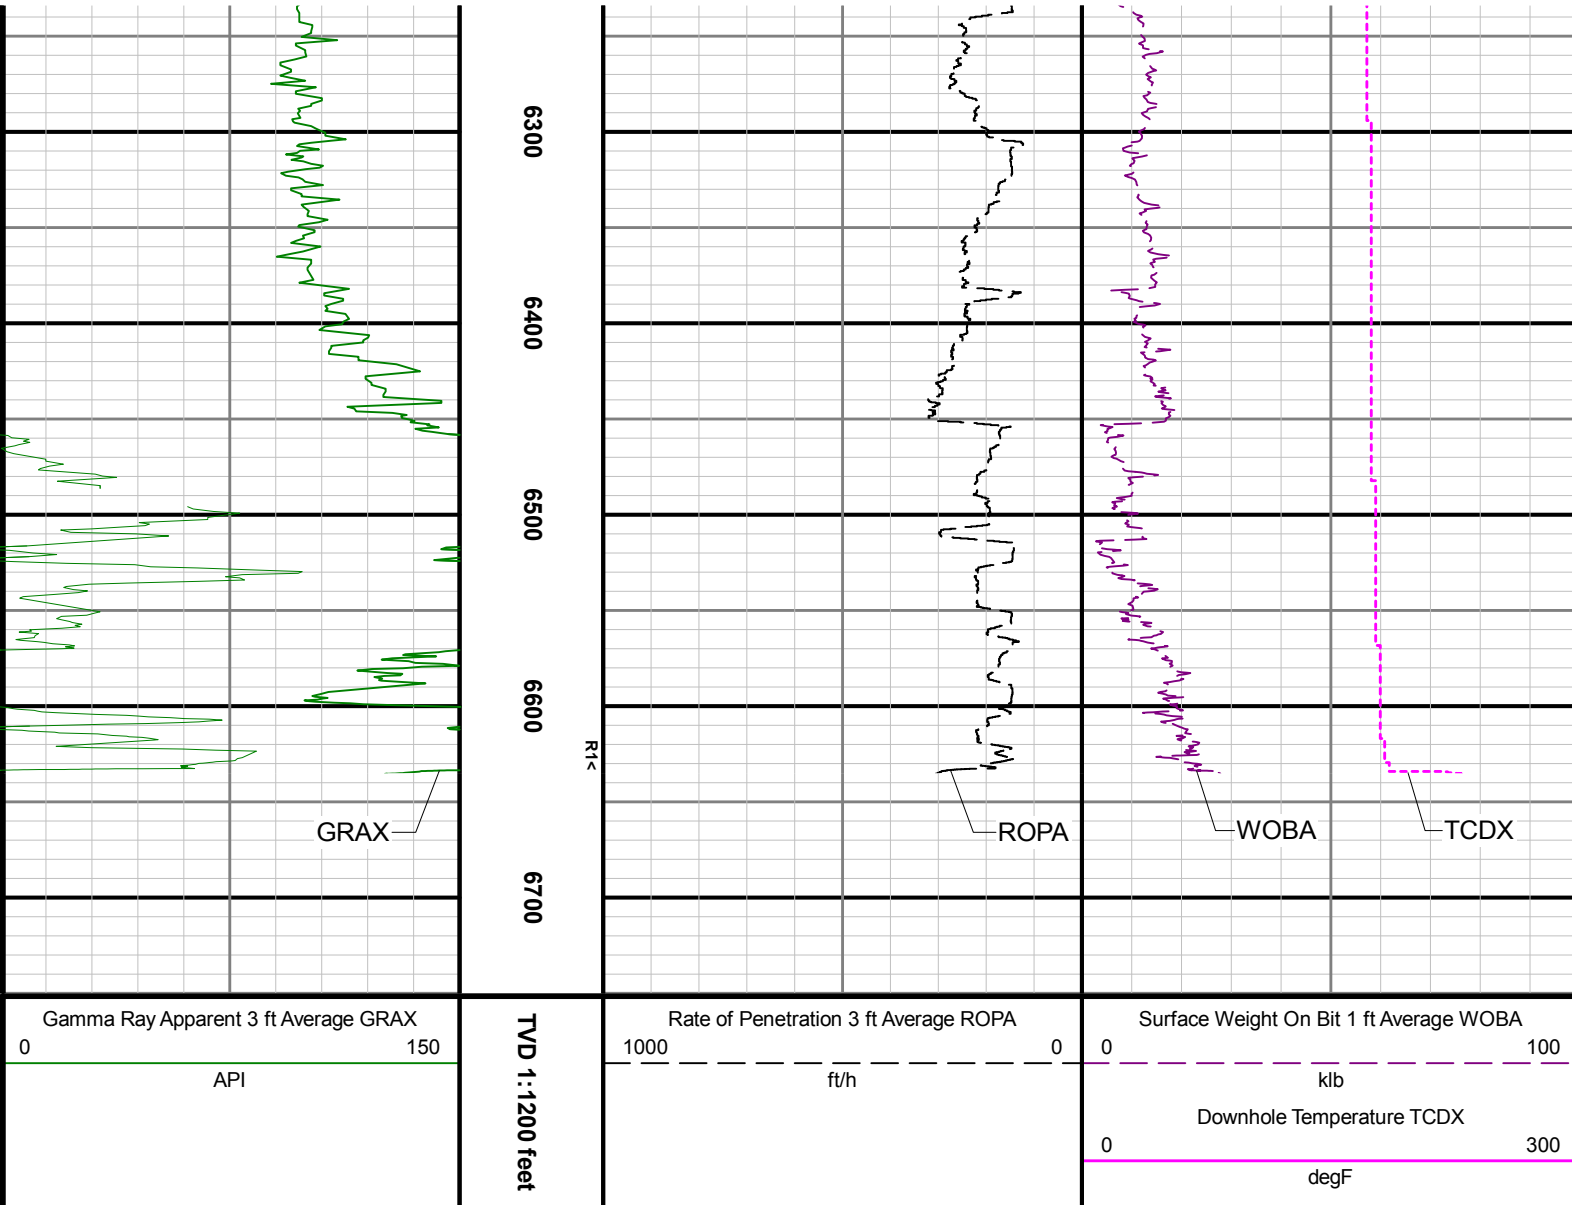 6300
6400
6500
6600
R1<
GRAX
ROPA
WOBA
TCDX
6700
Gamma Ray Apparent 3 ft Average GRAX
0 150
API
TVD 1:1200 feet
Rate of Penetration 3 ft Average ROPA
1000 0
ft/h
Surface Weight On Bit 1 ft Average WOBA
0 100
klb
Downhole Temperature TCDX
0 300
degF